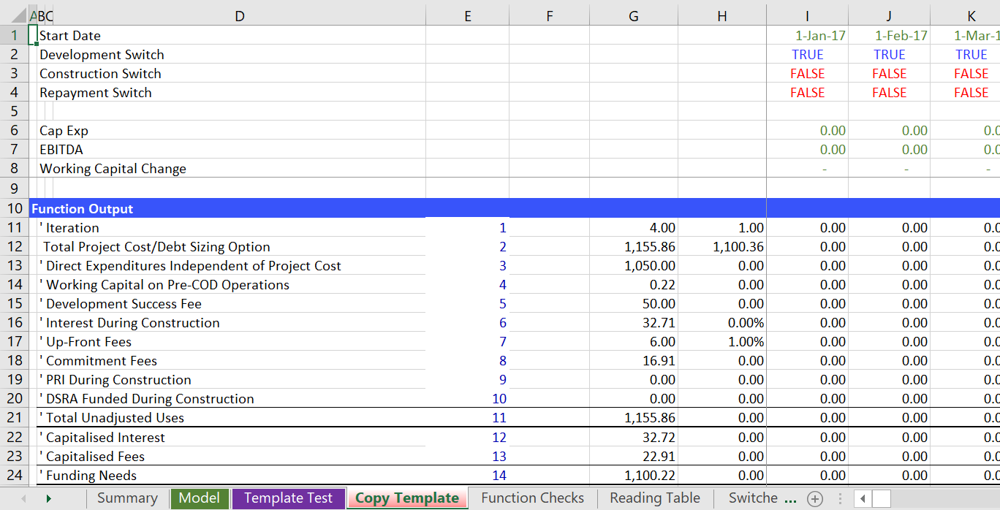 A B C D E F G H I J K
1 Start Date 1-Jan-17 1-Feb-17 1-Mar-1
2 Development Switch TRUE TRUE TRUE
3 Construction Switch FALSE FALSE FALSE
4 Repayment Switch FALSE FALSE FALSE
5
6 Cap Exp 0.00 0.00 0.0
7 EBITDA 0.00 0.00 0.0
8 Working Capital Change - - -
9
10 Function Output
11 ' Iteration 1 4.00 1.00 0.00 0.00 0.0
12 Total Project Cost/Debt Sizing Option 2 1,155.86 1,100.36 0.00 0.00 0.0
13 ' Direct Expenditures Independent of Project Cost 3 1,050.00 0.00 0.00 0.00 0.0
14 ' Working Capital on Pre-COD Operations 4 0.22 0.00 0.00 0.00 0.0
15 ' Development Success Fee 5 50.00 0.00 0.00 0.00 0.0
16 ' Interest During Construction 6 32.71 0.00% 0.00 0.00 0.0
17 ' Up-Front Fees 7 6.00 1.00% 0.00 0.00 0.0
18 ' Commitment Fees 8 16.91 0.00 0.00 0.00 0.0
19 ' PRI During Construction 9 0.00 0.00 0.00 0.00 0.0
20 ' DSRA Funded During Construction 10 0.00 0.00 0.00 0.00 0.0
21 ' Total Unadjusted Uses 11 1,155.86 0.00 0.00 0.00 0.0
22 ' Capitalised Interest 12 32.72 0.00 0.00 0.00 0.0
23 ' Capitalised Fees 13 22.91 0.00 0.00 0.00 0.0
24 ' Funding Needs 14 1,100.22 0.00 0.00 0.00 0.0
Summary Model Template Test Copy Template Function Checks Reading Table Switche ...